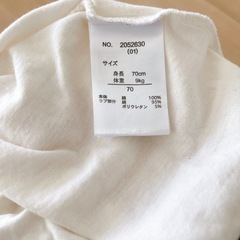 NO. 2052630
(01)
サイズ
身長 70cm
体重 9kg
70
本体 綿 100%
リブ部分 綿 95%
ポリウレタン 5%